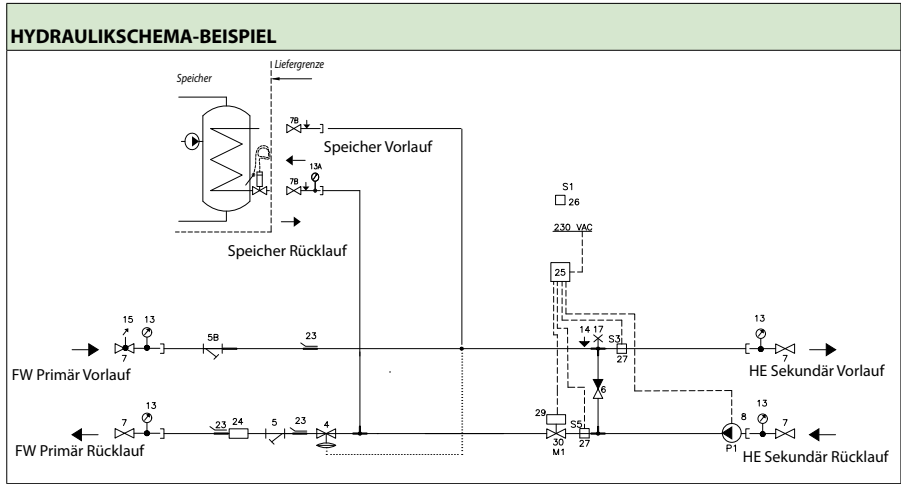 HYDRAULIKSCHEMA-BEISPIEL
Liefergrenze
Speicher
7B
Speicher Vorlauf
13A
7B
Speicher Rücklauf
S1
26
230 VAC
25
15 13
7
5B
23
14 17
S3
27
13
7
FW Primär Vorlauf
HE Sekundär Vorlauf
6
13
7
23 24
5
23
4
29
30
M1
S5
27
P1
8
13
7
FW Primär Rücklauf
HE Sekundär Rücklauf